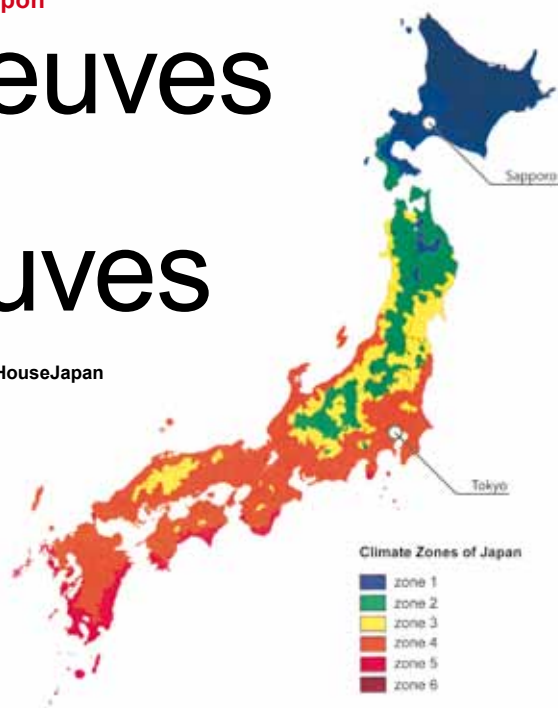 pon
euves
Sapporo
uves
HouseJapan
Tokyo
Climate Zones of Japan
zone 1
zone 2
zone 3
zone 4
zone 5
zone 6